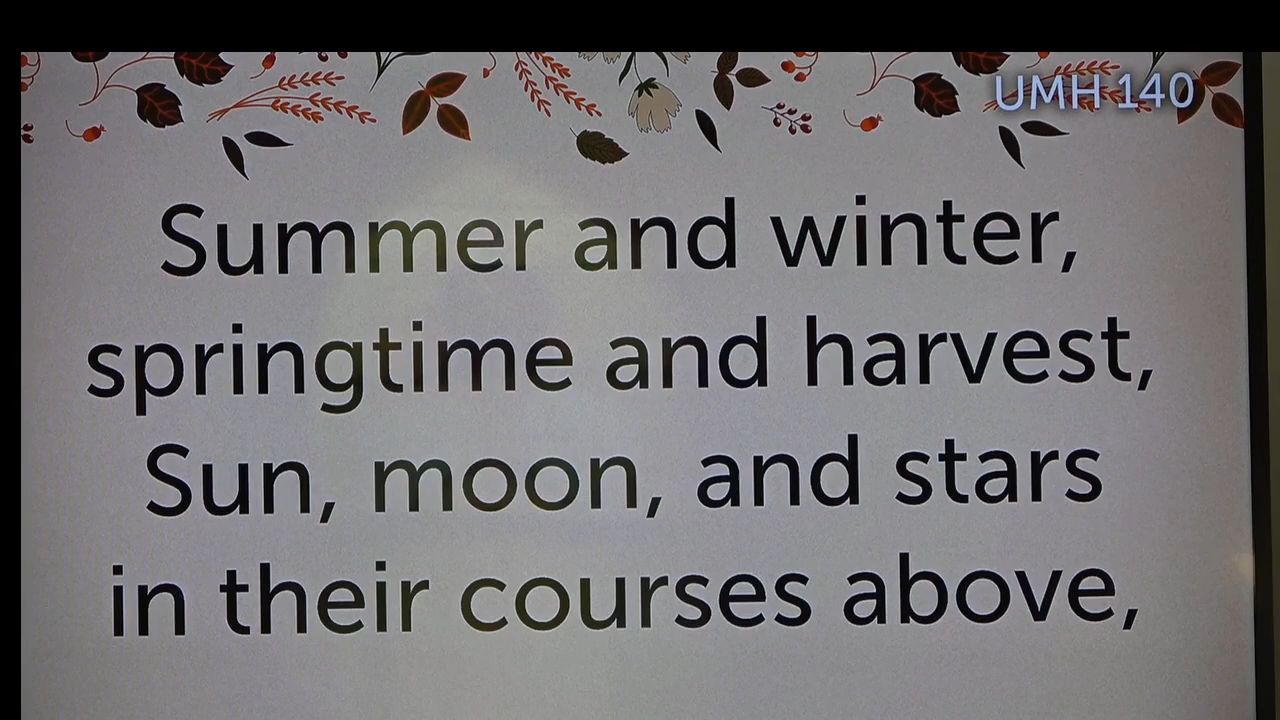 UMH 140
Summer and winter,
springtime and harvest,
Sun, moon, and stars
in their courses above,